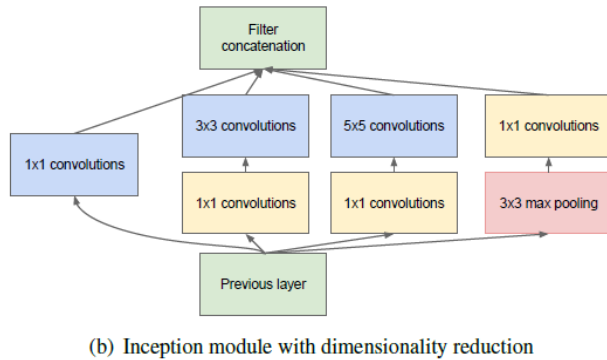 Filter
concatenation
3x3 convolutions
5x5 convolutions
1x1 convolutions
1x1 convolutions
1x1 convolutions
1x1 convolutions
3x3 max pooling
Previous layer
(b) Inception module with dimensionality reduction